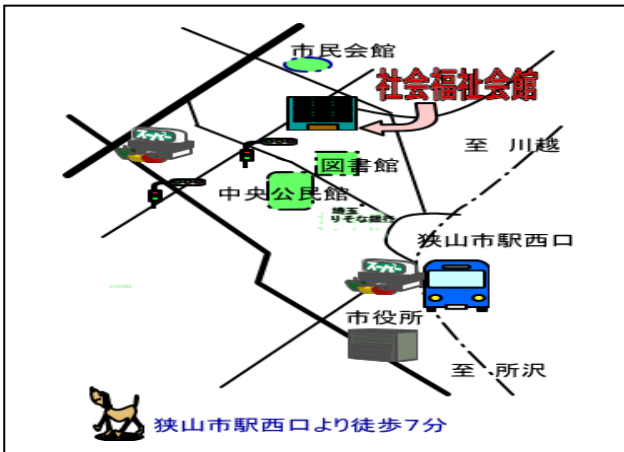 市民会館
社会福祉会館
スーパー
図書館
至 川越
中央公民館
埼玉
りそな銀行
狭山市駅西口
スーパー
市役所
至 所沢
狭山市駅西口より徒歩7分